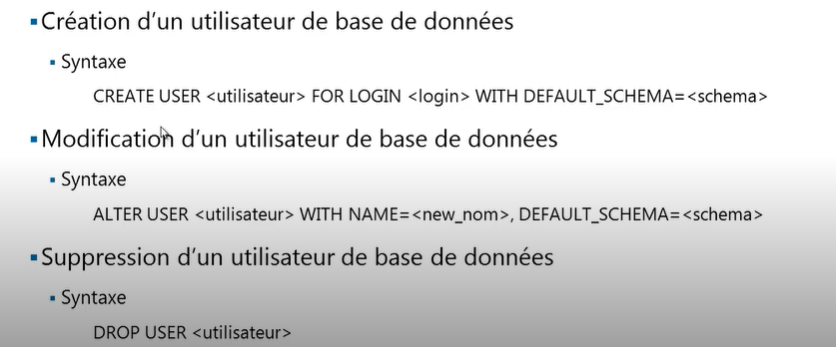 ▪Création d'un utilisateur de base de données
▪ Syntaxe
CREATE USER <utilisateur> FOR LOGIN <login> WITH DEFAULT_SCHEMA=<schema>
▪Modification d'un utilisateur de base de données
▪ Syntaxe
ALTER USER <utilisateur> WITH NAME=<new_nom>, DEFAULT_SCHEMA=<schema>
▪Suppression d'un utilisateur de base de données
▪ Syntaxe
DROP USER <utilisateur>